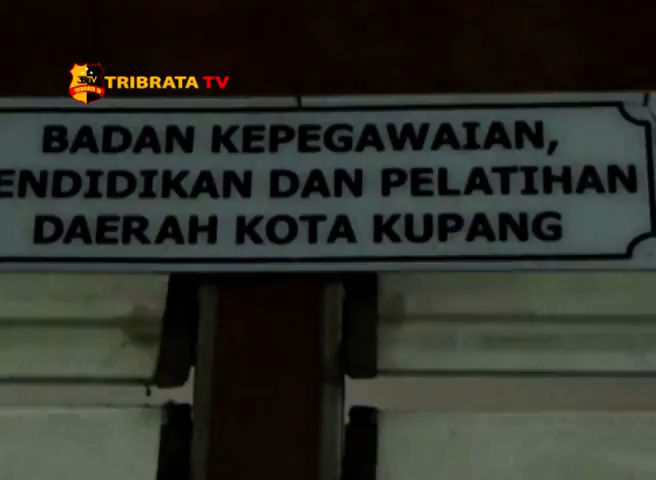 TRIBRATA TV
BADAN KEPEGAWAIAN,
ENDIDIKAN DAN PELATIHAN
DAERAH KOTA KUPANG